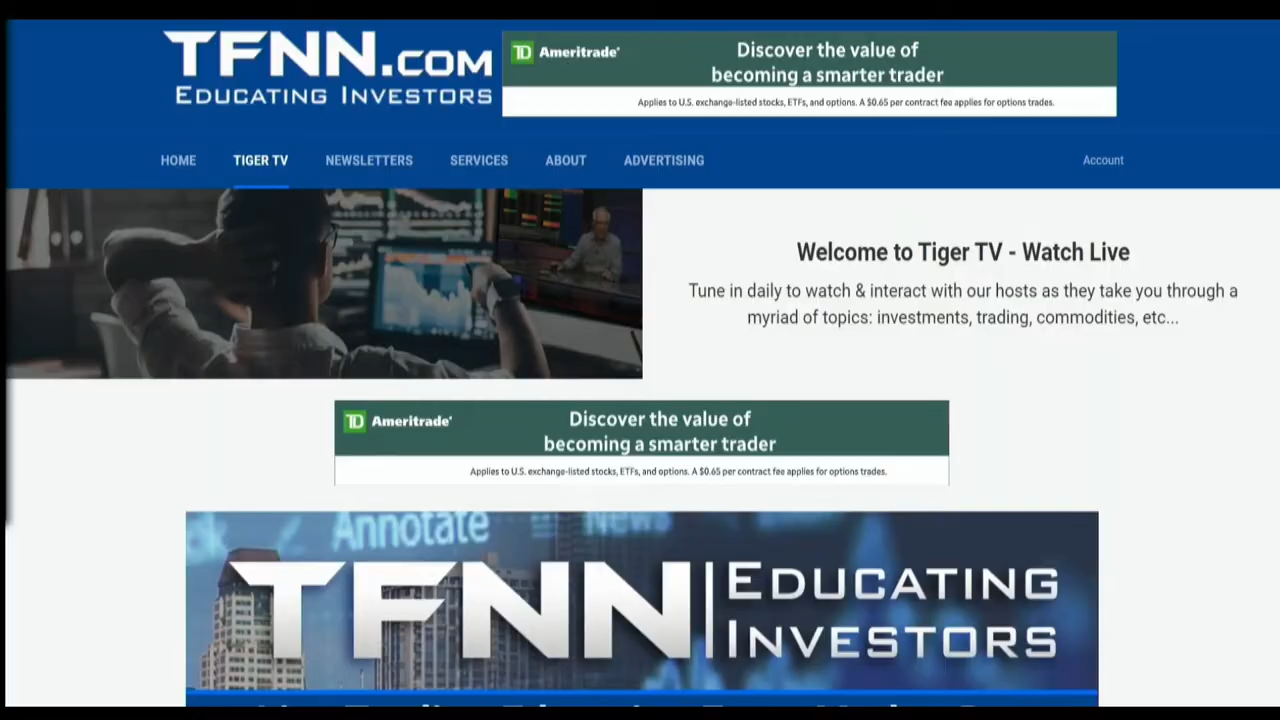 TFNN.COM
EDUCATING INVESTORS
TD Ameritrade
Discover the value of
becoming a smarter trader
Applies to U.S. exchange-listed stocks, ETFs, and options. A $0.65 per contract fee applies for options trades.
HOME TIGER TV NEWSLETTERS SERVICES ABOUT ADVERTISING Account
Welcome to Tiger TV - Watch Live
Tune in daily to watch & interact with our hosts as they take you through a
myriad of topics: investments, trading, commodities, etc...
TD Ameritrade
Discover the value of
becoming a smarter trader
Applies to U.S. exchange-listed stocks, ETFs, and options. A $0.65 per contract fee applies for options trades.
Annotate News
TFNN EDUCATING
INVESTORS